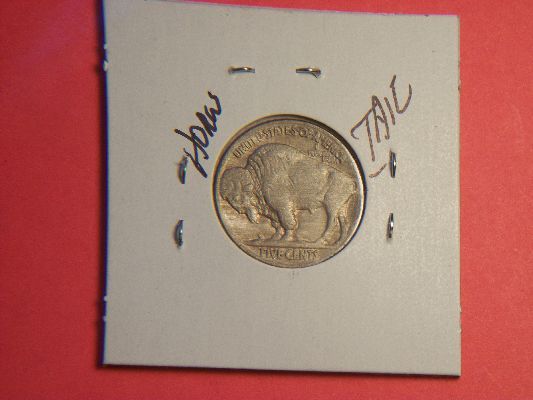 HORN
TAIL
UNITED STATES OF AMERICA
FIVE CENTS